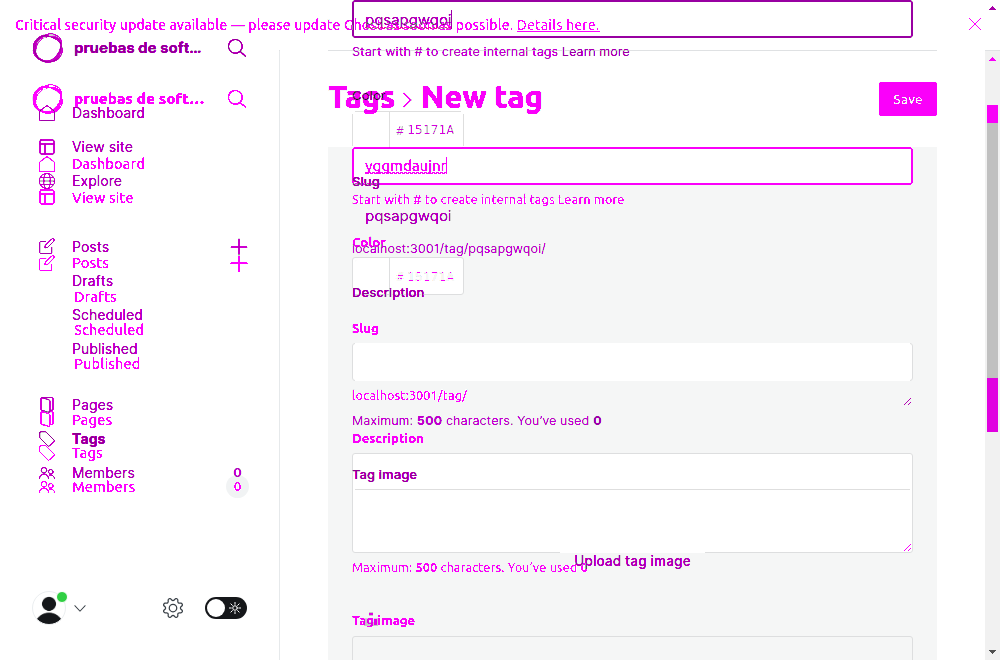 pqsapgwqoi
Critical security update available — please update Ghost as soon as possible. Details here.
pruebas de soft...
Start with # to create internal tags Learn more
pruebas de soft...
Color
Tags > New tag
Save
Dashboard
# 15171A
View site
Dashboard
yggmdaujnr
Explore
Slug
View site
Start with # to create internal tags Learn more
pqsapgwqoi
Posts
Color
localhost:3001/tag/pqsapgwqoi/
Posts
# 15171A
Drafts
Description
Drafts
Scheduled
Slug
Scheduled
Published
Published
localhost:3001/tag/
Pages
Pages
Maximum: 500 characters. You've used 0
Tags
Description
Tags
Members 0
Tag image
Members 0
Upload tag image
Maximum: 500 characters. You've used 0
Tag image